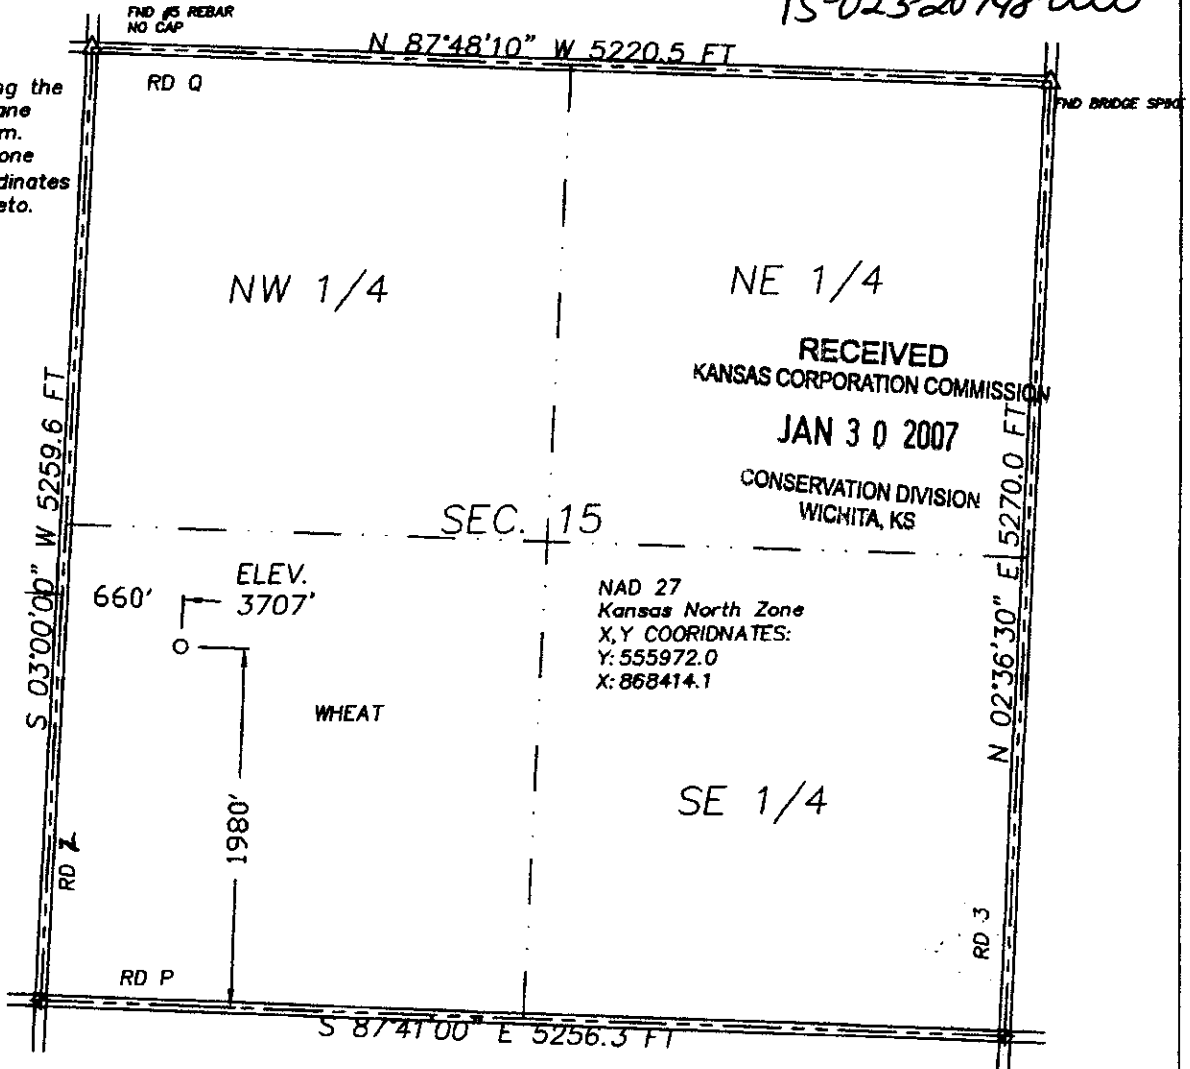 15-023-20798-0000
FND #5 REBAR
NO CAP
N 87°48'10" W 5220.5 FT
RD Q
FND BRIDGE SPIKE
ng the
ane
m.
one
dinates
eto.
NW 1/4
NE 1/4
RECEIVED
KANSAS CORPORATION COMMISSION
JAN 3 0 2007
CONSERVATION DIVISION
WICHITA, KS
S 03°00'00" W 5259.6 FT
N 02°36'30" E 5270.0 FT
SEC. 15
660'
ELEV.
3707'
NAD 27
Kansas North Zone
X,Y COORIDNATES:
Y: 555972.0
X: 868414.1
WHEAT
1980'
SE 1/4
RD
RD 3
RD P
S 87°41'00" E 5256.3 FT